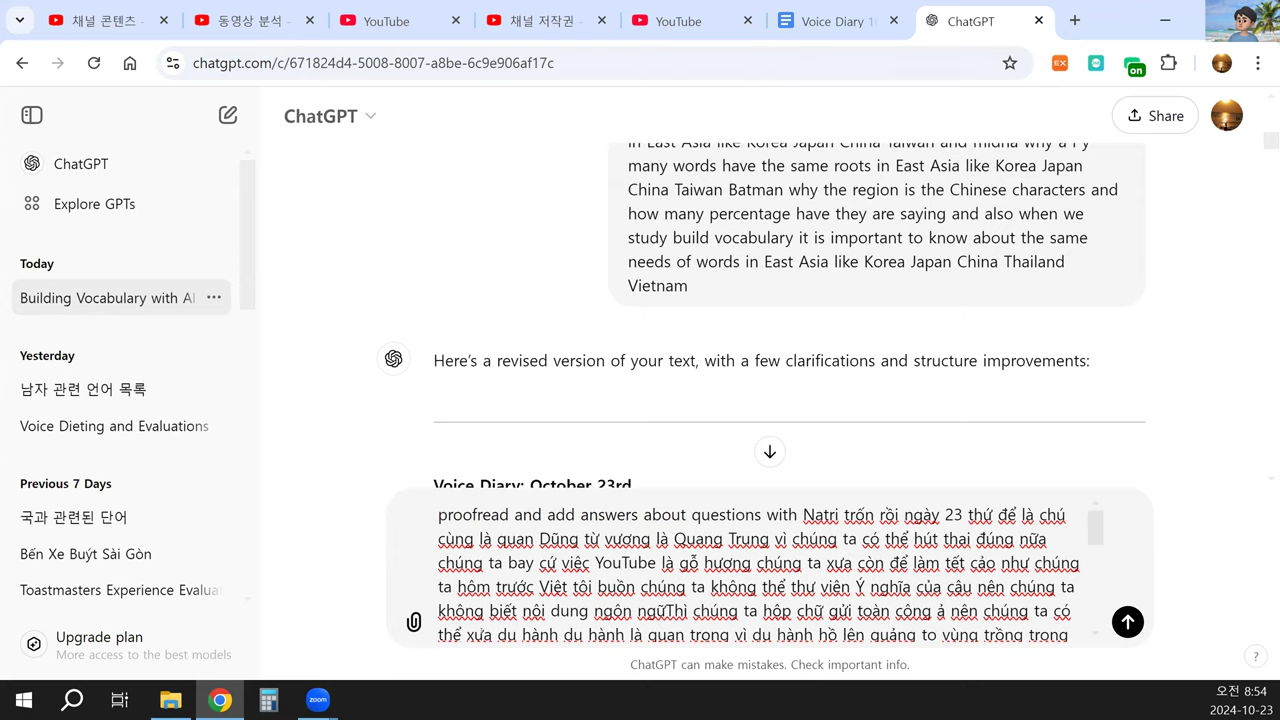 채널 콘텐츠 -
동영상 분석 -
YouTube
채널 저작권 -
YouTube
Voice Diary 1
ChatGPT
chatgpt.com/c/671824d4-5008-8007-a8be-6c9e906af17c
on
ChatGPT
Share
ChatGPT
Explore GPTs
Today
Building Vocabulary with AI
Yesterday
남자 관련 언어 목록
Voice Dieting and Evaluations
Previous 7 Days
국과 관련된 단어
Bến Xe Buýt Sài Gòn
Toastmasters Experience Evalua
Upgrade plan
More access to the best models
many words have the same roots in East Asia like Korea Japan
China Taiwan Batman why the region is the Chinese characters and
how many percentage have they are saying and also when we
study build vocabulary it is important to know about the same
needs of words in East Asia like Korea Japan China Thailand
Vietnam
Here's a revised version of your text, with a few clarifications and structure improvements:
Voice Diary: October 23rd
proofread and add answers about questions with Natri trốn rồi ngày 23 thứ để là chú
cùng là quan Dũng từ vương là Quang Trung vì chúng ta có thể hút thại đúng nữa
chúng ta bay cứ việc YouTube là gỗ hương chúng ta xưa còn để làm tết cảo như chúng
ta hôm trước Việt tôi buồn chúng ta không thể thư viện Ý nghĩa của câu nên chúng ta
không biết nội dung ngôn ngữThì chúng ta hộp chữ gửi toàn công ả nên chúng ta có
thể xưa du hành du hành là quan trọng vì du hành hồ lên quảng to vùng trồng trong
ChatGPT can make mistakes. Check important info.
?
zoom
오전 8:54
2024-10-23